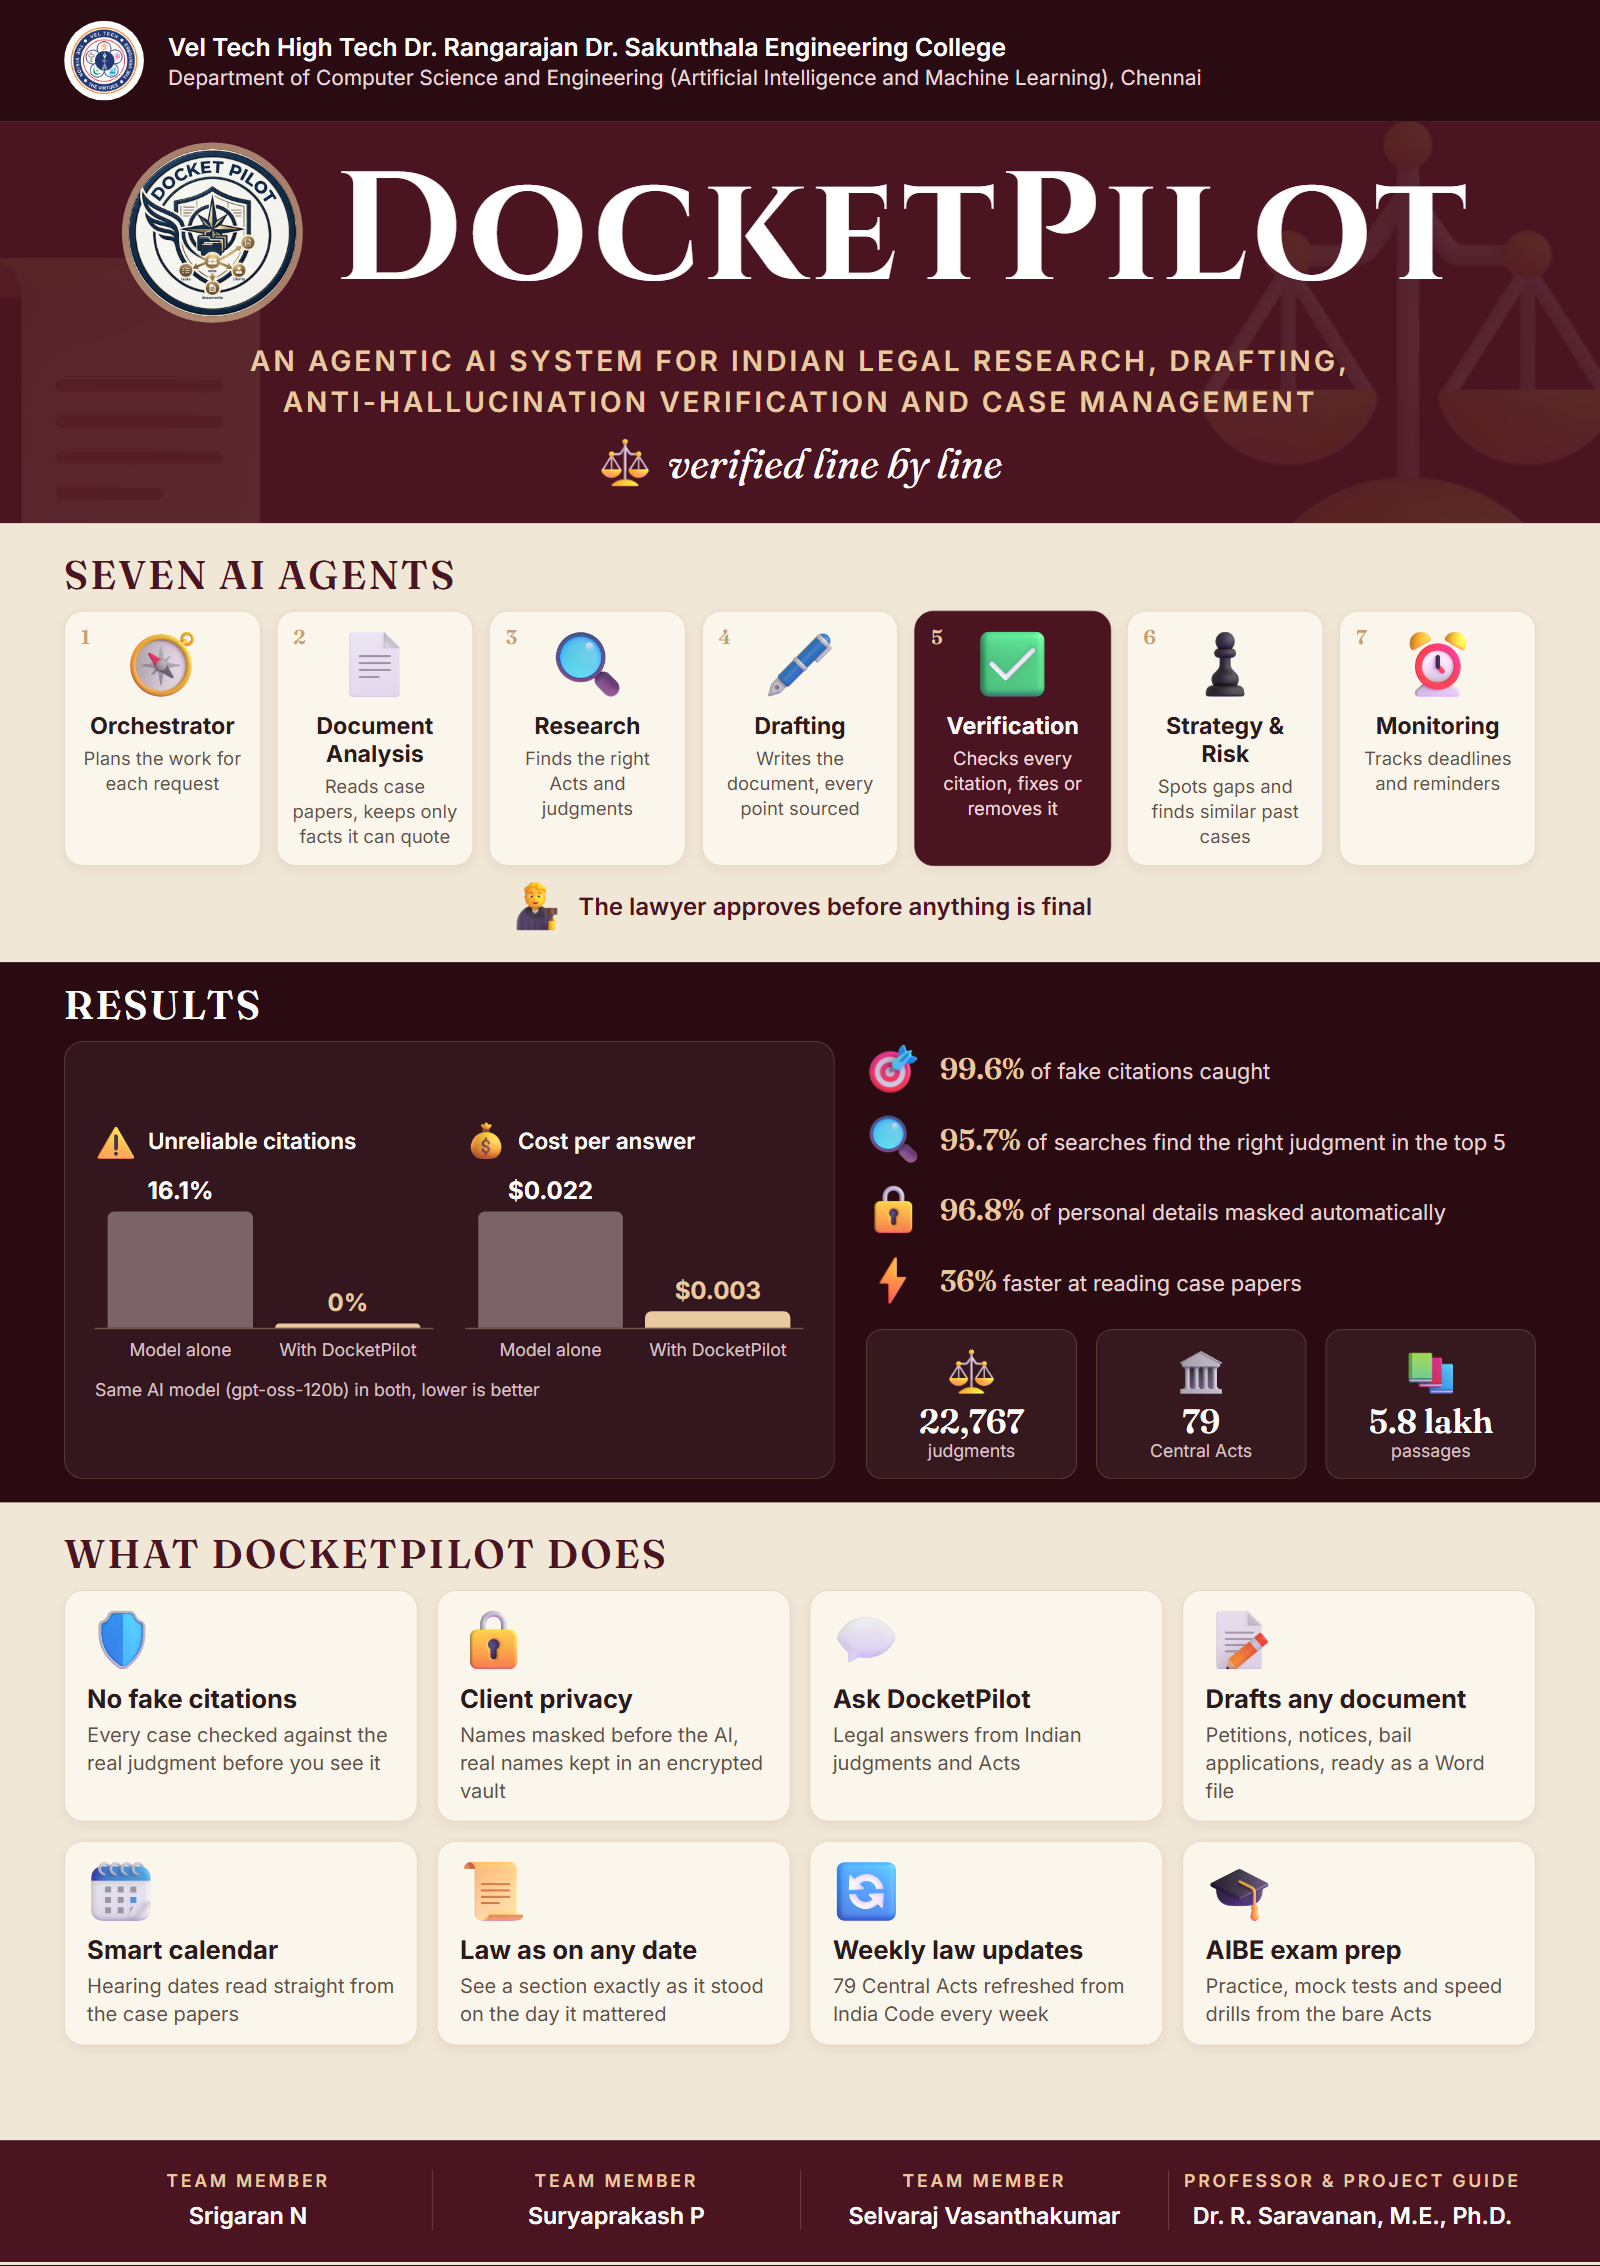 Vel Tech High Tech Dr. Rangarajan Dr. Sakunthala Engineering College
Department of Computer Science and Engineering (Artificial Intelligence and Machine Learning), Chennai
DOCKET PILOT
DOCKETPILOT
AN AGENTIC AI SYSTEM FOR INDIAN LEGAL RESEARCH, DRAFTING,
ANTI-HALLUCINATION VERIFICATION AND CASE MANAGEMENT
verified line by line
SEVEN AI AGENTS
1
Orchestrator
Plans the work for
each request
2
Document
Analysis
Reads case
papers, keeps only
facts it can quote
3
Research
Finds the right
Acts and
judgments
4
Drafting
Writes the
document, every
point sourced
5
Verification
Checks every
citation, fixes or
removes it
6
Strategy &
Risk
Spots gaps and
finds similar past
cases
7
Monitoring
Tracks deadlines
and reminders
The lawyer approves before anything is final
RESULTS
Unreliable citations
16.1%
0%
Model alone
With DocketPilot
Cost per answer
$0.022
$0.003
Model alone
With DocketPilot
Same AI model (gpt-oss-120b) in both, lower is better
99.6% of fake citations caught
95.7% of searches find the right judgment in the top 5
96.8% of personal details masked automatically
36% faster at reading case papers
22,767
judgments
79
Central Acts
5.8 lakh
passages
WHAT DOCKETPILOT DOES
No fake citations
Every case checked against the
real judgment before you see it
Client privacy
Names masked before the AI,
real names kept in an encrypted
vault
Ask DocketPilot
Legal answers from Indian
judgments and Acts
Drafts any document
Petitions, notices, bail
applications, ready as a Word
file
Smart calendar
Hearing dates read straight from
the case papers
Law as on any date
See a section exactly as it stood
on the day it mattered
Weekly law updates
79 Central Acts refreshed from
India Code every week
AIBE exam prep
Practice, mock tests and speed
drills from the bare Acts
TEAM MEMBER
Srigaran N
TEAM MEMBER
Suryaprakash P
TEAM MEMBER
Selvaraj Vasanthakumar
PROFESSOR & PROJECT GUIDE
Dr. R. Saravanan, M.E., Ph.D.